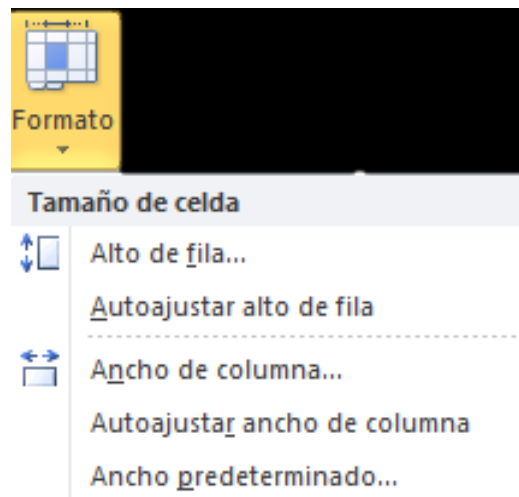 Formato
Tamaño de celda
Alto de fila...
Autoajustar alto de fila
Ancho de columna...
Autoajustar ancho de columna
Ancho predeterminado...